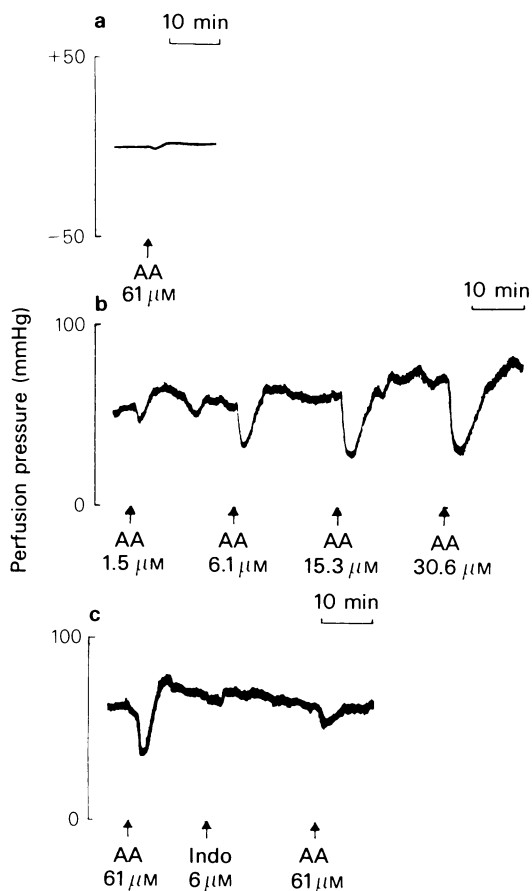 a
10 min
+50
-50
AA
61 µM
Perfusion pressure (mmHg)
b
10 min
100
0
AA AA AA AA
1.5 µM 6.1 µM 15.3 µM 30.6 µM
c
10 min
100
0
AA Indo AA
61 µM 6 µM 61 µM